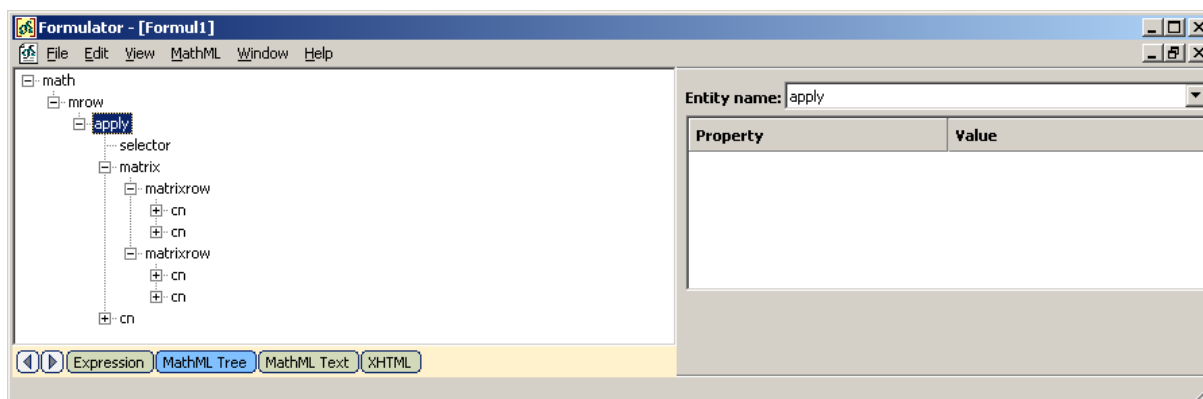 Formulator - [Formul1]
File Edit View MathML Window Help
math
mrow
apply
selector
matrix
matrixrow
cn
cn
matrixrow
cn
cn
cn
Expression MathML Tree MathML Text XHTML
Entity name: apply
Property Value